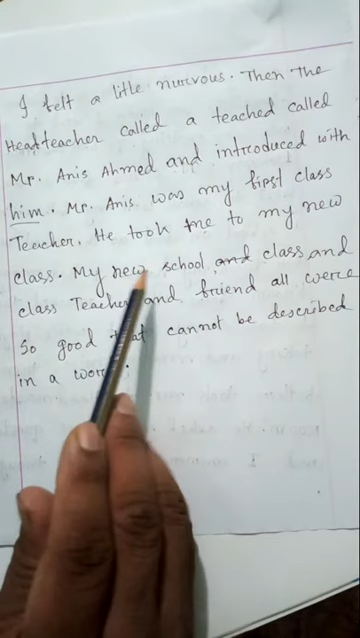 I felt a litle nurvous. Then the
Headteacher called a teached called
Mr. Anis Ahmed and introduced with
him. Mr. Anis was my first class
Teacher. He took me to my new
class. My new school and class and
class Teacher and friend all were
So good that cannot be described
in a word.